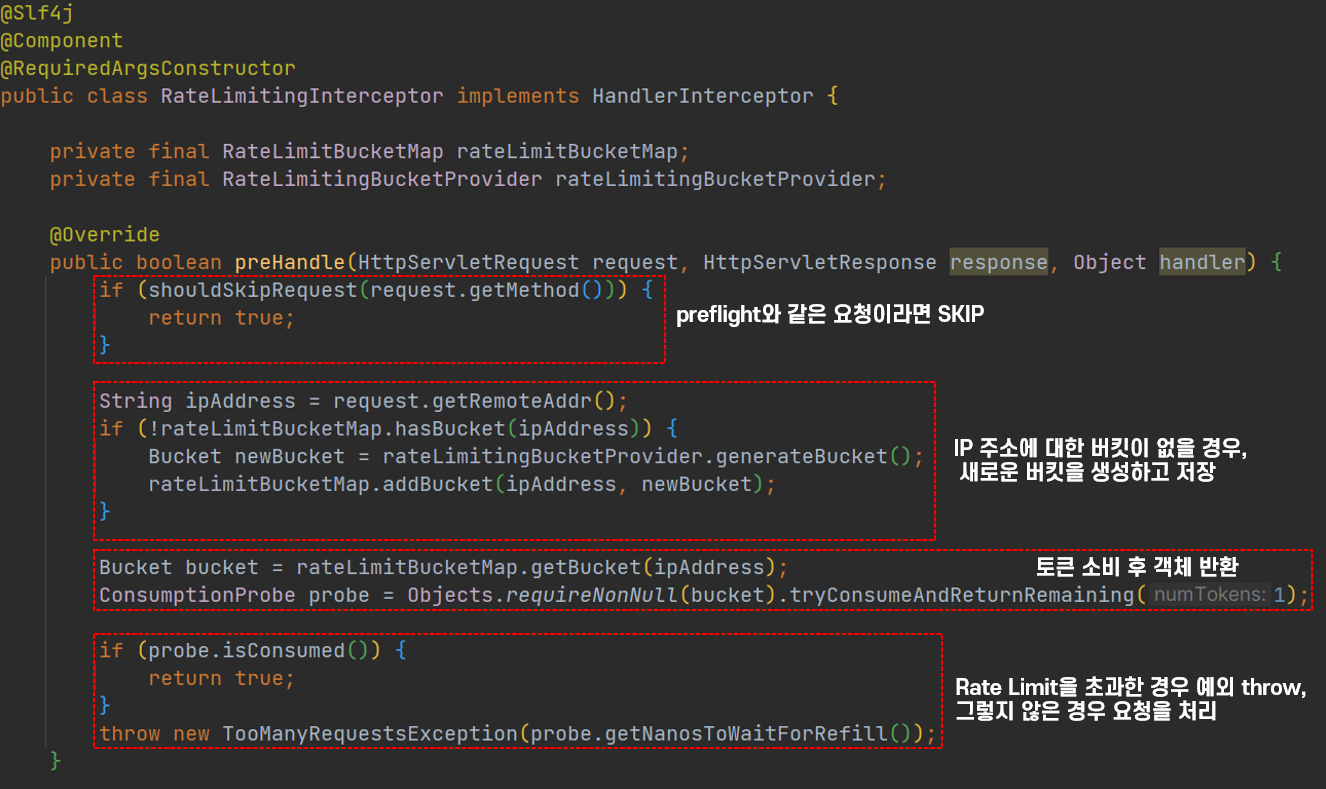 @Slf4j
@Component
@RequiredArgsConstructor
public class RateLimitingInterceptor implements HandlerInterceptor {
private final RateLimitBucketMap rateLimitBucketMap;
private final RateLimitingBucketProvider rateLimitingBucketProvider;
@Override
public boolean preHandle(HttpServletRequest request, HttpServletResponse response, Object handler) {
if (shouldSkipRequest(request.getMethod())) {
return true;
}
preflight와 같은 요청이라면 SKIP
String ipAddress = request.getRemoteAddr();
if (!rateLimitBucketMap.hasBucket(ipAddress)) {
Bucket newBucket = rateLimitingBucketProvider.generateBucket();
rateLimitBucketMap.addBucket(ipAddress, newBucket);
}
IP 주소에 대한 버킷이 없을 경우,
새로운 버킷을 생성하고 저장
Bucket bucket = rateLimitBucketMap.getBucket(ipAddress);
토큰 소비 후 객체 반환
ConsumptionProbe probe = Objects.requireNonNull(bucket).tryConsumeAndReturnRemaining( numTokens: 1);
if (probe.isConsumed()) {
return true;
}
throw new TooManyRequestsException(probe.getNanosToWaitForRefill());
Rate Limit을 초과한 경우 예외 throw,
그렇지 않은 경우 요청을 처리
}